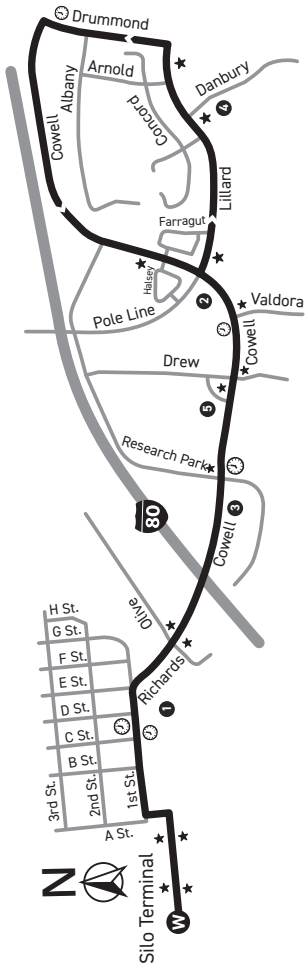 N
Silo Terminal
W
A St.
B St.
C St.
D St.
E St.
F St.
G St.
H St.
3rd St.
2nd St.
1st St.
1
Richards
Olive
80
Cowell
3
Research Park
5
Drew
Cowell
Valdora
Pole Line
2
Halsey
Farragut
Lillard
4
Danbury
Concord
Arnold
Albany
Cowell
Drummond